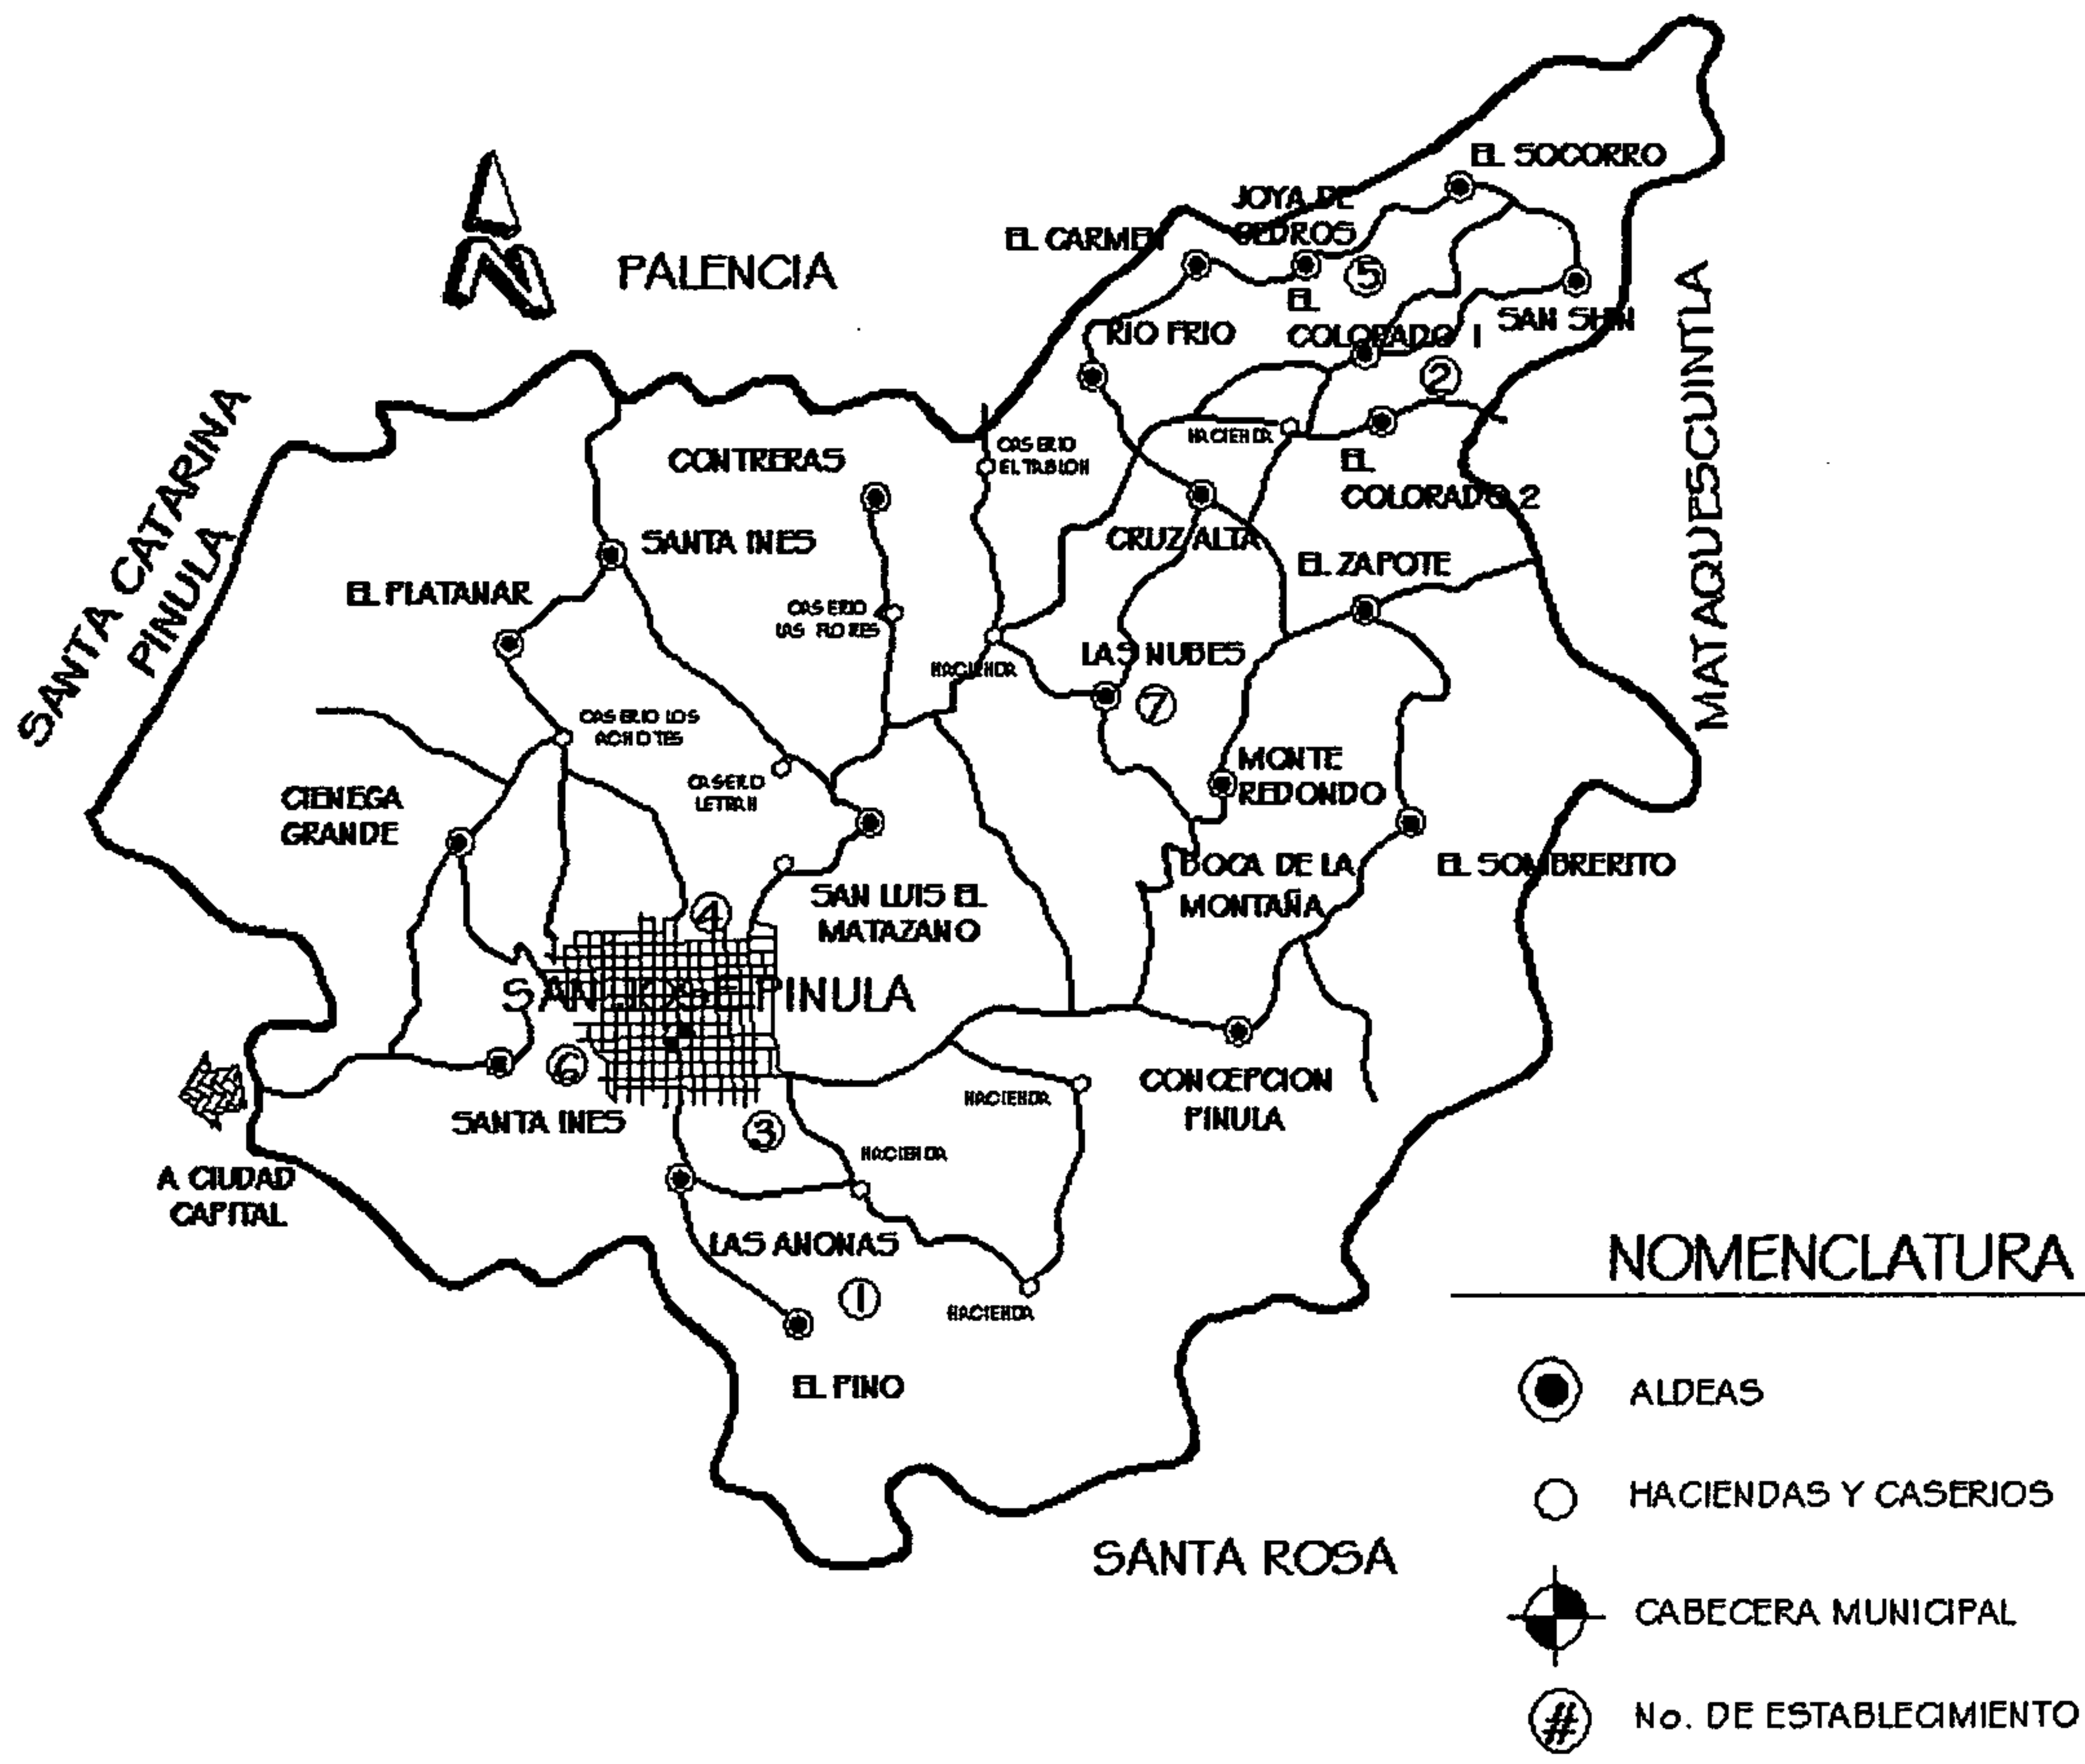 EL SOCORRO
JOYA DE
CEDROS
EL CARMEN
N
PALENCIA
5
EL
COLORADO 1
SAN SHIN
RIO FRIO
2
MATAQUESCUINTLA
SANTA CATARINA
PINULA
CONTRERAS
CASERIO
EL TABLON
HACIENDA
EL
COLORADO 2
SANTA INES
CRUZ ALTA
EL ZAPOTE
EL PLATANAR
CASERIO
LAS FLORES
HACIENDA
LAS NUBES
7
CASERIO LOS
ACHOTES
CASERIO
LETRAN
MONTE
REDONDO
CIENEGA
GRANDE
BOCA DE LA
MONTAÑA
EL SOMBRERITO
SAN LUIS EL
MATAZANO
4
SAN JOSE PINULA
6
SANTA INES
3
HACIENDA
CONCEPCION
PINULA
HACIENDA
A CIUDAD
CAPITAL
LAS ANONAS
1
HACIENDA
EL PINO
SANTA ROSA
NOMENCLATURA
ALDEAS
HACIENDAS Y CASERIOS
CABECERA MUNICIPAL
# No. DE ESTABLECIMIENTO